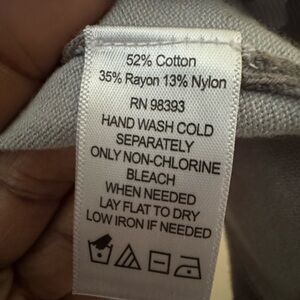 52% Cotton
35% Rayon 13% Nylon
RN 98393
HAND WASH COLD
SEPARATELY
ONLY NON-CHLORINE
BLEACH
WHEN NEEDED
LAY FLAT TO DRY
LOW IRON IF NEEDED